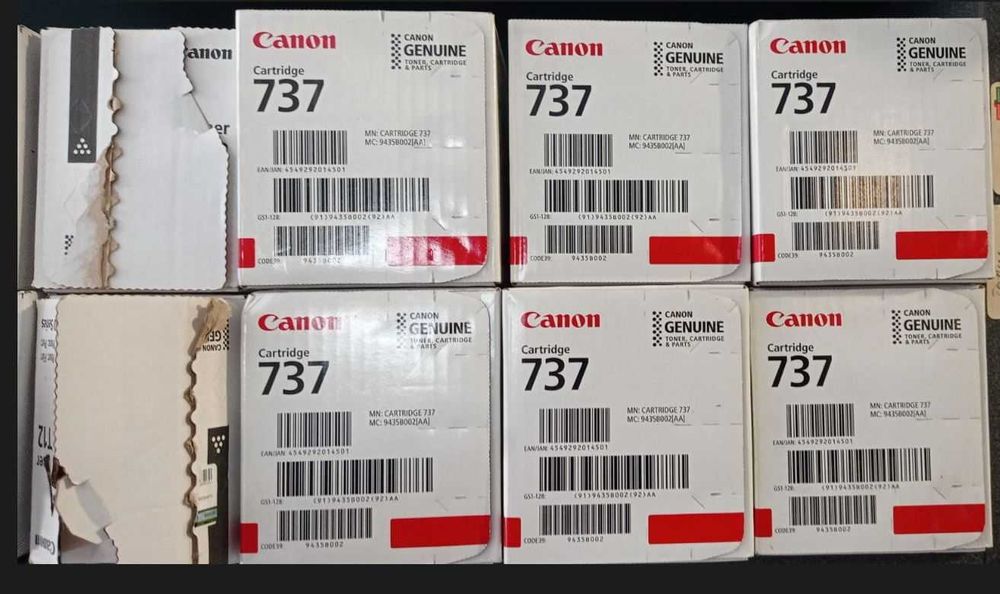 anon
er
Canon
CANON
GENUINE
TONER, CARTRIDGE
& PARTS
Cartridge
737
MN: CARTRIDGE 737
MC: 9435B002[AA]
EAN/JAN: 4549292014501
GS1-128: (91)9435B002(92)AA
CODE39: 9435B002
Canon
CANON
GENUINE
TONER, CARTRIDGE
& PARTS
Cartridge
737
MN: CARTRIDGE 737
MC: 9435B002[AA]
EAN/JAN: 4549292014501
GS1-128: (91)9435B002(92)AA
CODE39: 9435B002
Canon
CANON
GENUINE
TONER, CARTRIDGE
& PARTS
Cartridge
737
MN: CARTRIDGE 737
MC: 9435B002[AA]
EAN/JAN: 4549292014501
GS1-128: (91)9435B002(92)AA
CODE39: 9435B002
CANON
GE
T12
Canon
CANON
GENUINE
TONER, CARTRIDGE
& PARTS
Cartridge
737
MN: CARTRIDGE 737
MC: 9435B002[AA]
EAN/JAN: 4549292014501
GS1-128: (91)9435B002(92)AA
CODE39: 9435B002
Canon
CANON
GENUINE
TONER, CARTRIDGE
& PARTS
Cartridge
737
MN: CARTRIDGE 737
MC: 9435B002[AA]
EAN/JAN: 4549292014501
GS1-128: (91)9435B002(92)AA
CODE39: 9435B002
Canon
CANON
GENUINE
TONER, CARTRIDGE
& PARTS
Cartridge
737
MN: CARTRIDGE 737
MC: 9435B002[AA]
EAN/JAN: 4549292014501
GS1-128: (91)9435B002(92)AA
CODE39: 9435B002